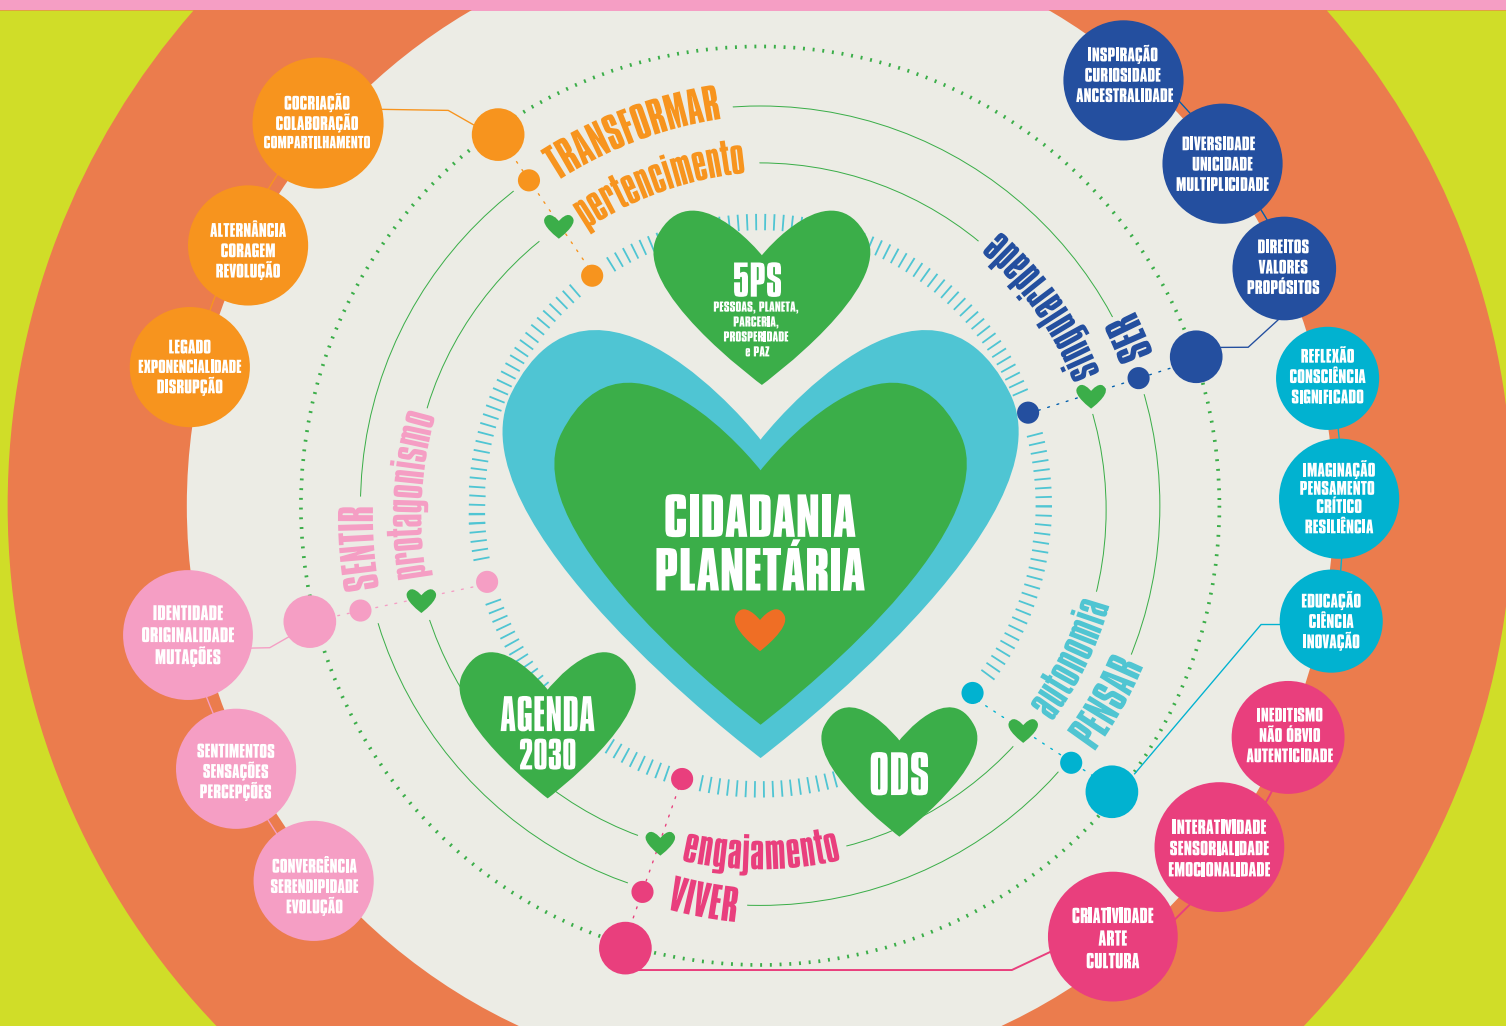 COCRIAÇÃO
COLABORAÇÃO
COMPARTILHAMENTO
ALTERNÂNCIA
CORAGEM
REVOLUÇÃO
LEGADO
EXPONENCIALIDADE
DISRUPÇÃO
TRANSFORMAR
pertencimento
5PS
PESSOAS, PLANETA,
PARCERIA,
PROSPERIDADE
e PAZ
INSPIRAÇÃO
CURIOSIDADE
ANCESTRALIDADE
DIVERSIDADE
UNICIDADE
MULTIPLICIDADE
DIREITOS
VALORES
PROPÓSITOS
singularidade
SER
REFLEXÃO
CONSCIÊNCIA
SIGNIFICADO
IMAGINAÇÃO
PENSAMENTO
CRÍTICO
RESILIÊNCIA
EDUCAÇÃO
CIÊNCIA
INOVAÇÃO
autonomia
PENSAR
CIDADANIA
PLANETÁRIA
SENTIR
protagonismo
IDENTIDADE
ORIGINALIDADE
MUTAÇÕES
SENTIMENTOS
SENSAÇÕES
PERCEPÇÕES
CONVERGÊNCIA
SERENDIPIDADE
EVOLUÇÃO
AGENDA
2030
ODS
engajamento
VIVER
INEDITISMO
NÃO ÓBVIO
AUTENTICIDADE
INTERATIVIDADE
SENSORIALIDADE
EMOCIONALIDADE
CRIATIVIDADE
ARTE
CULTURA